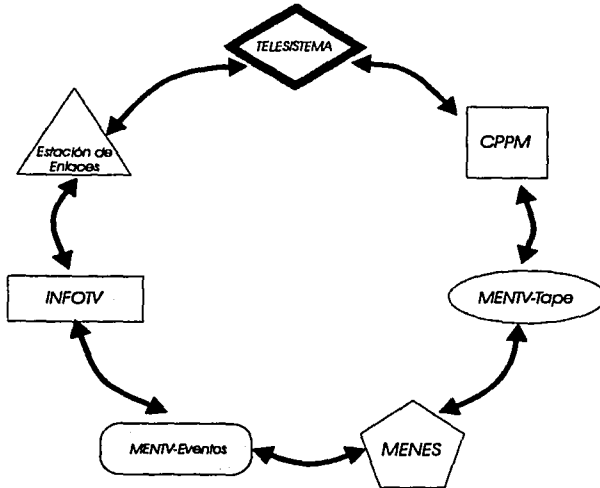 TELESISTEMA
CPPM
Estación de
Enlaces
INFOTV
MENTV-Tape
MENTV-Eventos
MENES